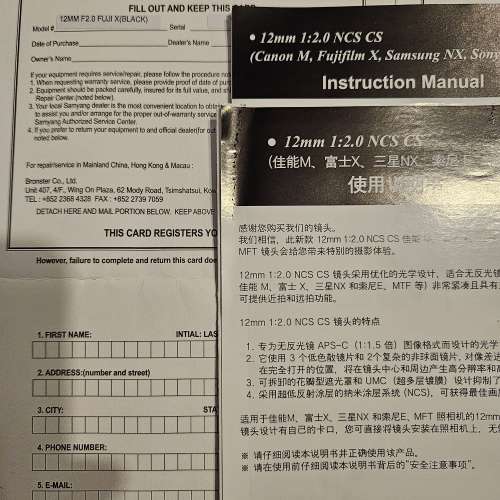 FILL OUT AND KEEP THIS
12MM F2.0 FUJI X(BLACK)
Model # Serial
Date of Purchase Dealer's Name
Owner's Name
If your equipment requires service/repair, please follow the procedure
1. When requesting warranty service, please provide proof of date of
2. Equipment should be packed carefully, insured for its full value, and
Repair Center (noted below).
3. Your local Samyang dealer is the most convenient location to
to assist you and/or arrange for the proper out-of-warranty service
Samyang Authorized Service Center.
4. If you prefer to return your equipment to and official dealer(for
noted below.
For repair/service in Mainland China, Hong Kong & Macau :
Bronster Co., Ltd.
Unit 407, 4/F., Wing On Plaza, 62 Mody Road, Tsimshatsui,
TEL : +852 2368 4328 FAX : +852 2739 7059
DETACH HERE AND MAIL PORTION BELOW. KEEP ABOVE
THIS CARD REGISTERS
However, failure to complete and return this card does
1. FIRST NAME: INTIAL:
2. ADDRESS:(number and street)
3. CITY:
4. PHONE NUMBER:
5. E-MAIL:
• 12mm 1:2.0 NCS CS
(Canon M, Fujifilm X, Samsung NX, Sony
Instruction Manual
• 12mm 1:2.0 NCS CS
(佳能M、富士X、三星NX、索尼
使用
感谢您购买我们的镜头。
我们相信，此新款 12mm 1:2.0 NCS CS 佳能
MFT 镜头会给您带来特别的摄影体验。
12mm 1:2.0 NCS CS 镜头采用优化的光学设计，适合无反光镜
佳能 M、富士 X、三星NX 和索尼E、MTF 等) 非常紧凑且具有
可提供近拍和远拍功能。
12mm 1:2.0 NCS CS 镜头的特点
1. 专为无反光镜 APS-C (1:1.5 倍) 图像格式而设计的光学
2. 它使用 3 个低色散镜片和 2个复杂的非球面镜片, 对像差进
在完全打开的位置，将在镜头中心和周边产生高分辨率和
3. 可拆卸的花瓣型遮光罩和 UMC (超多层镀膜) 设计抑制了
4. 采用超低反射涂层的纳米涂层系统 (NCS), 可获得最佳画
适用于佳能M、富士X、三星NX 和索尼E、MFT 照相机的12mm
镜头设计有自己的卡口，您可直接将镜头安装在照相机上，无
※ 请仔细阅读本说明书并正确使用该产品。
※ 请在使用前仔细阅读本说明书背后的"安全注意事项"。